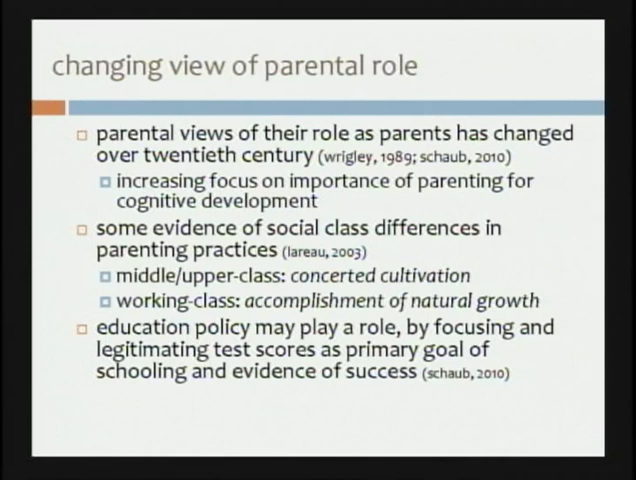 changing view of parental role
parental views of their role as parents has changed
over twentieth century (wrigley, 1989; schaub, 2010)
increasing focus on importance of parenting for
cognitive development
some evidence of social class differences in
parenting practices (lareau, 2003)
middle/upper-class: concerted cultivation
working-class: accomplishment of natural growth
education policy may play a role, by focusing and
legitimating test scores as primary goal of
schooling and evidence of success (schaub, 2010)